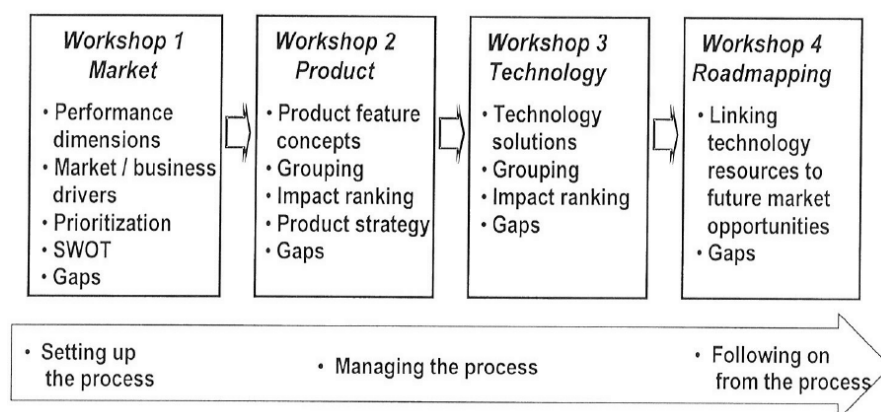 Workshop 1
Market
• Performance
dimensions
• Market / business
drivers
• Prioritization
• SWOT
• Gaps
Workshop 2
Product
• Product feature
concepts
• Grouping
• Impact ranking
• Product strategy
• Gaps
Workshop 3
Technology
• Technology
solutions
• Grouping
• Impact ranking
• Gaps
Workshop 4
Roadmapping
• Linking
technology
resources to
future market
opportunities
• Gaps
• Setting up
the process
• Managing the process
• Following on
from the process